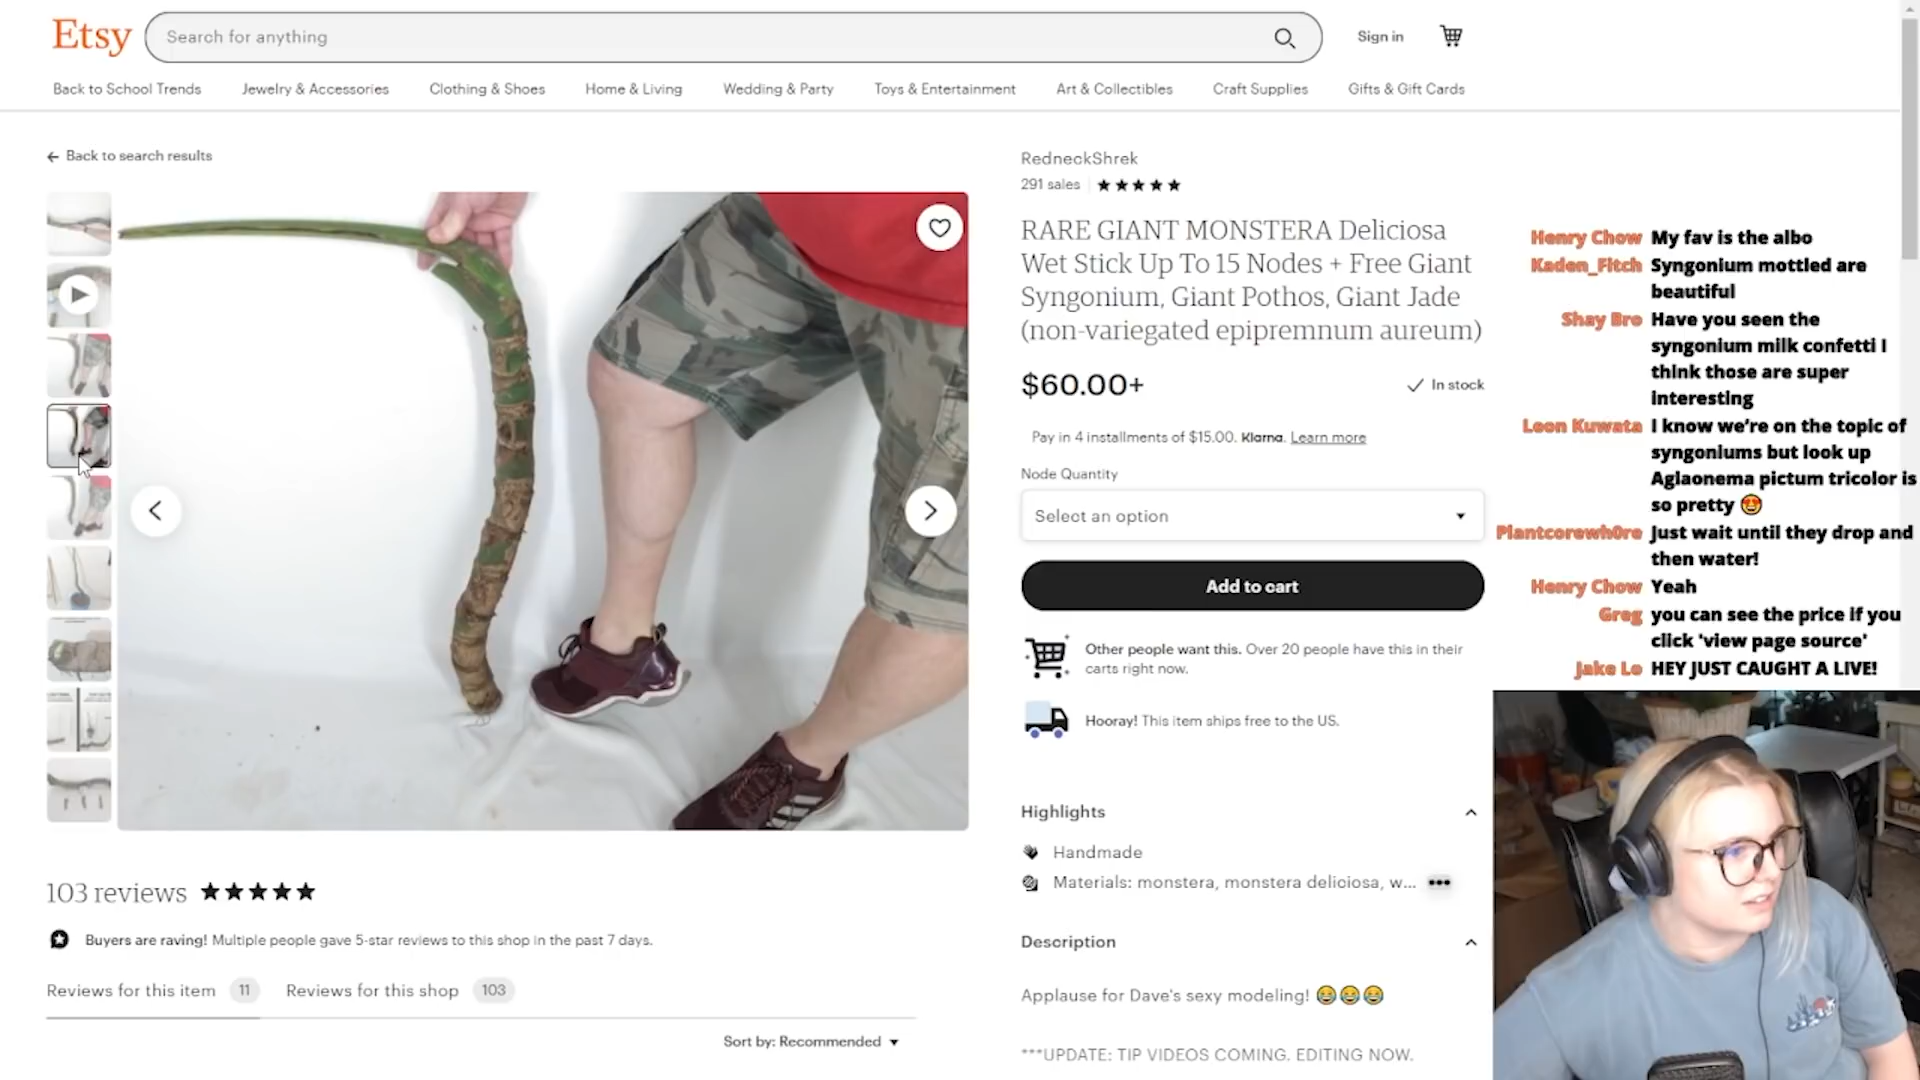 Etsy
Search for anything
Sign in
Back to School Trends
Jewelry & Accessories
Clothing & Shoes
Home & Living
Wedding & Party
Toys & Entertainment
Art & Collectibles
Craft Supplies
Gifts & Gift Cards
Back to search results
RedneckShrek
291 sales
RARE GIANT MONSTERA Deliciosa
Wet Stick Up To 15 Nodes + Free Giant
Syngonium, Giant Pothos, Giant Jade
(non-variegated epipremnum aureum)
$60.00+
In stock
Pay in 4 installments of $15.00. Klarna. Learn more
Node Quantity
Select an option
Add to cart
Other people want this. Over 20 people have this in their
carts right now.
Hooray! This item ships free to the US.
Highlights
Handmade
Materials: monstera, monstera deliciosa, w...
Description
Applause for Dave's sexy modeling! 😂😂😂
***UPDATE: TIP VIDEOS COMING. EDITING NOW.
103 reviews
Buyers are raving! Multiple people gave 5-star reviews to this shop in the past 7 days.
Reviews for this item 11
Reviews for this shop 103
Sort by: Recommended
Henry Chow My fav is the albo
Kaden_Fitch Syngonium mottled are
beautiful
Shay Bro Have you seen the
syngonium milk confetti I
think those are super
interesting
Leon Kuwata I know we're on the topic of
syngoniums but look up
Aglaonema pictum tricolor is
so pretty 😍
Plantcorewh0re Just wait until they drop and
then water!
Henry Chow Yeah
Greg you can see the price if you
click 'view page source'
Jake Lo HEY JUST CAUGHT A LIVE!